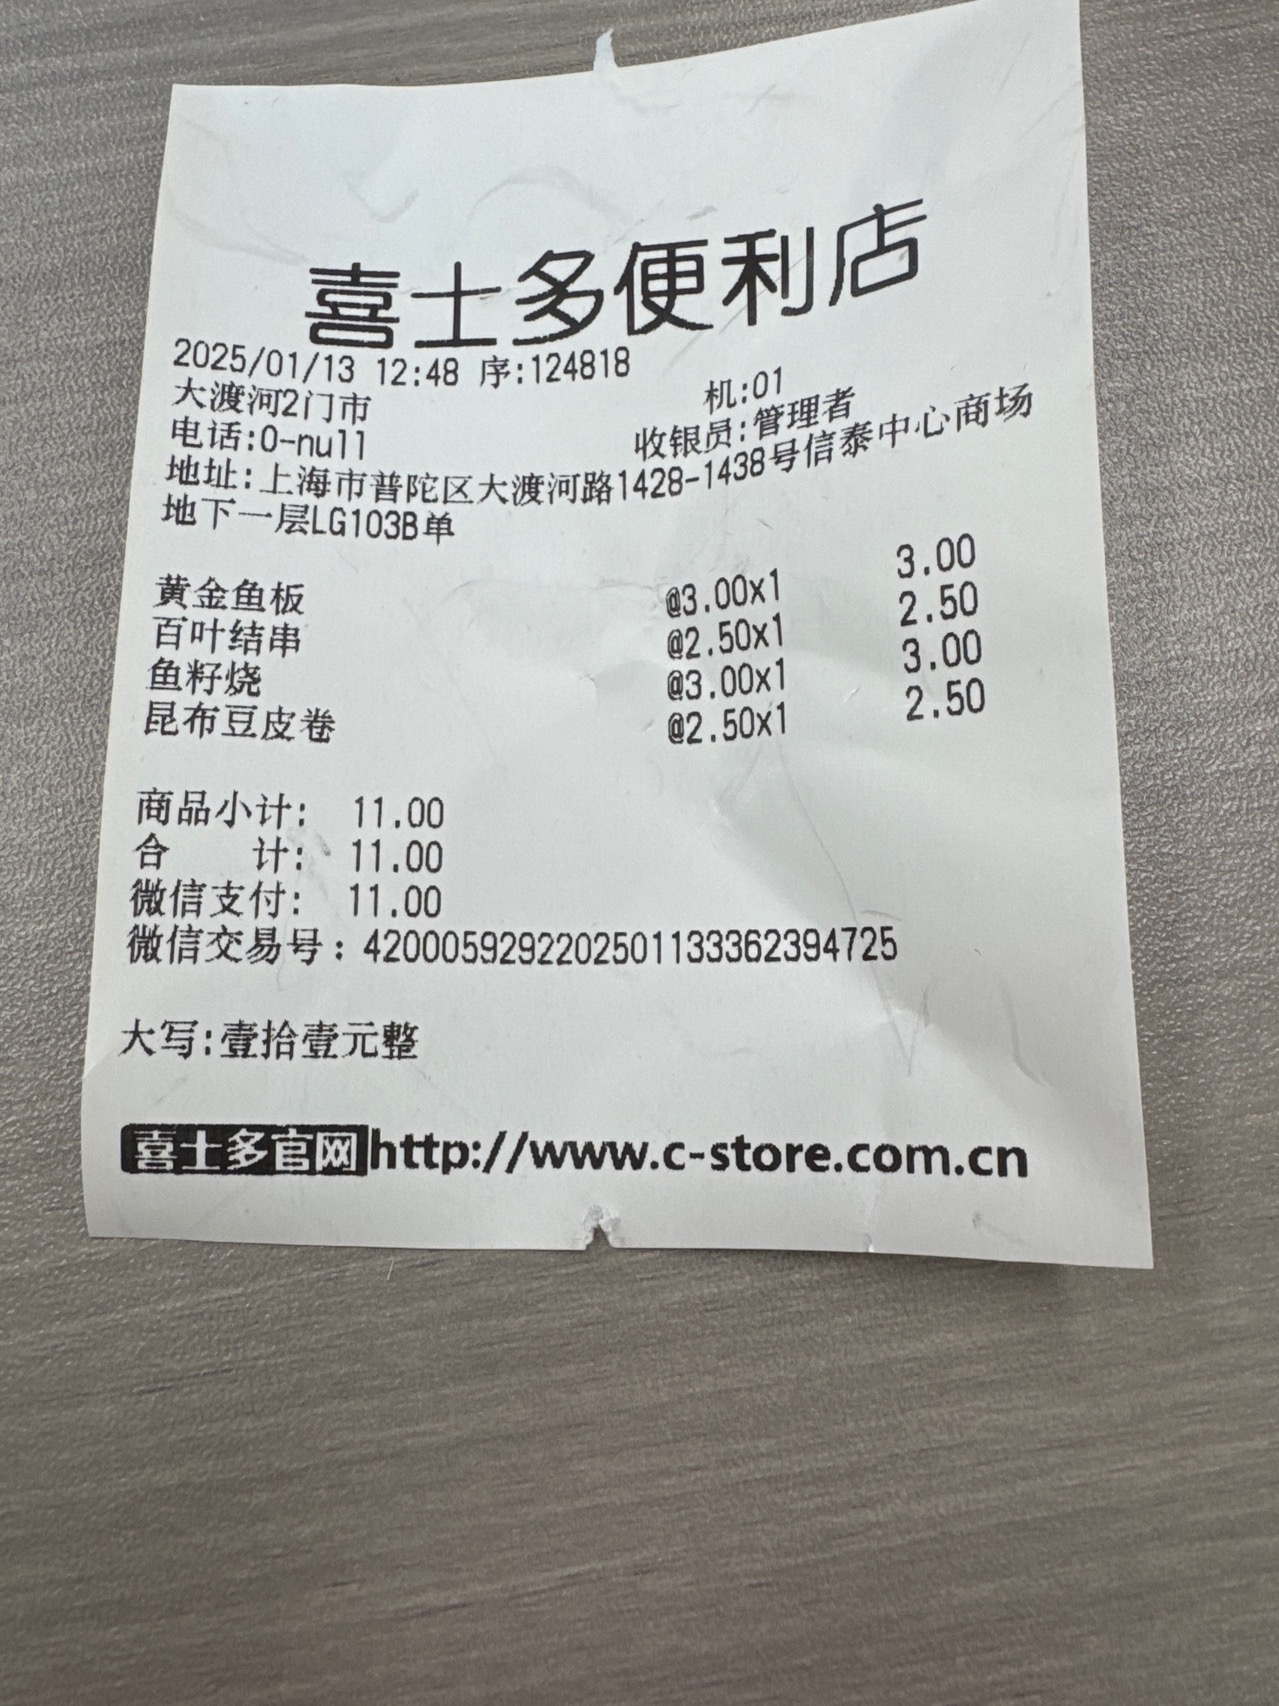 喜士多便利店
2025/01/13 12:48 序:124818
大渡河2门市 机:01
电话:0-null 收银员:管理者
地址:上海市普陀区大渡河路1428-1438号信泰中心商场
地下一层LG103B单
黄金鱼板 @3.00x1 3.00
百叶结串 @2.50x1 2.50
鱼籽烧 @3.00x1 3.00
昆布豆皮卷 @2.50x1 2.50
商品小计: 11.00
合 计: 11.00
微信支付: 11.00
微信交易号：4200059292202501133362394725
大写:壹拾壹元整
喜士多官网http://www.c-store.com.cn